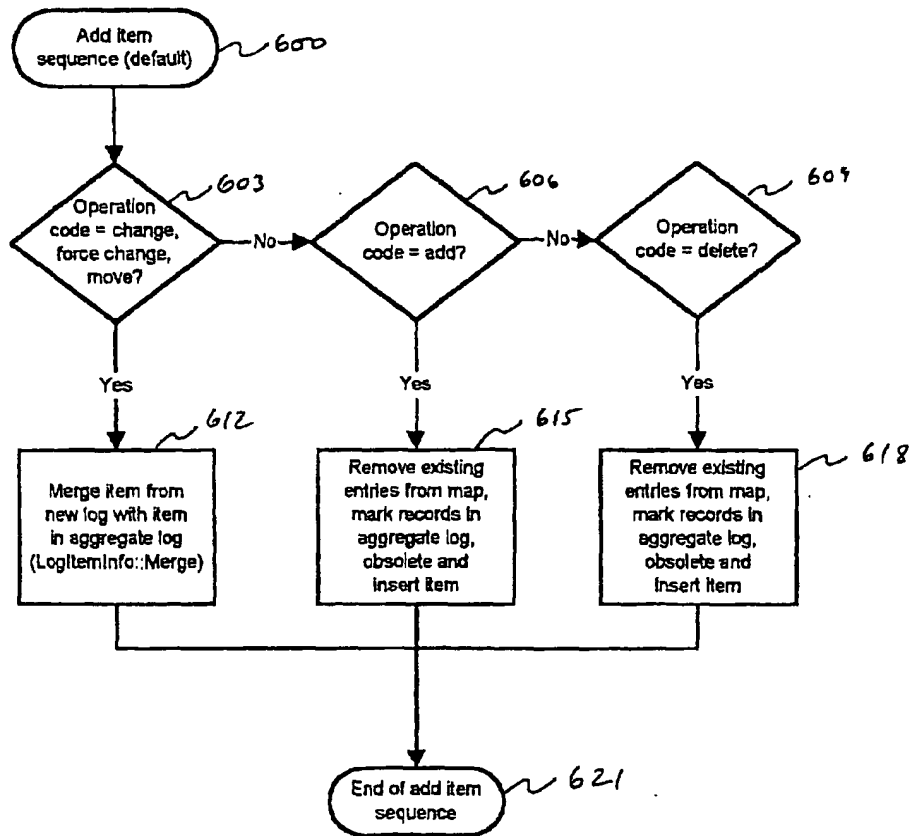 Add item
sequence (default)
600
Operation
code = change,
force change,
move?
603
No
Operation
code = add?
606
No
Operation
code = delete?
609
Yes
Yes
Yes
Merge item from
new log with item
in aggregate log
(LogItemInfo::Merge)
612
Remove existing
entries from map,
mark records in
aggregate log,
obsolete and
insert item
615
Remove existing
entries from map,
mark records in
aggregate log,
obsolete and
insert item
618
End of add item
sequence
621